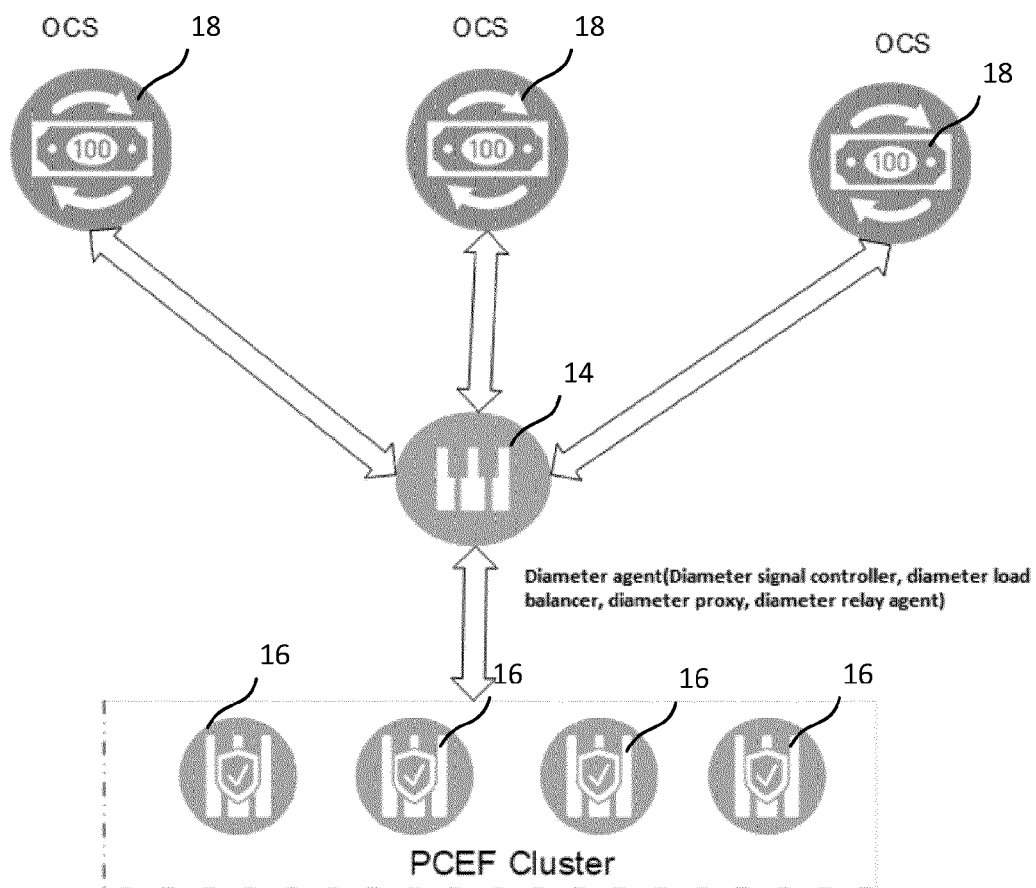 OCS 18
OCS 18
OCS 18
100
100
100
14
Diameter agent(Diameter signal controller, diameter load
balancer, diameter proxy, diameter relay agent)
16
16
16
16
PCEF Cluster